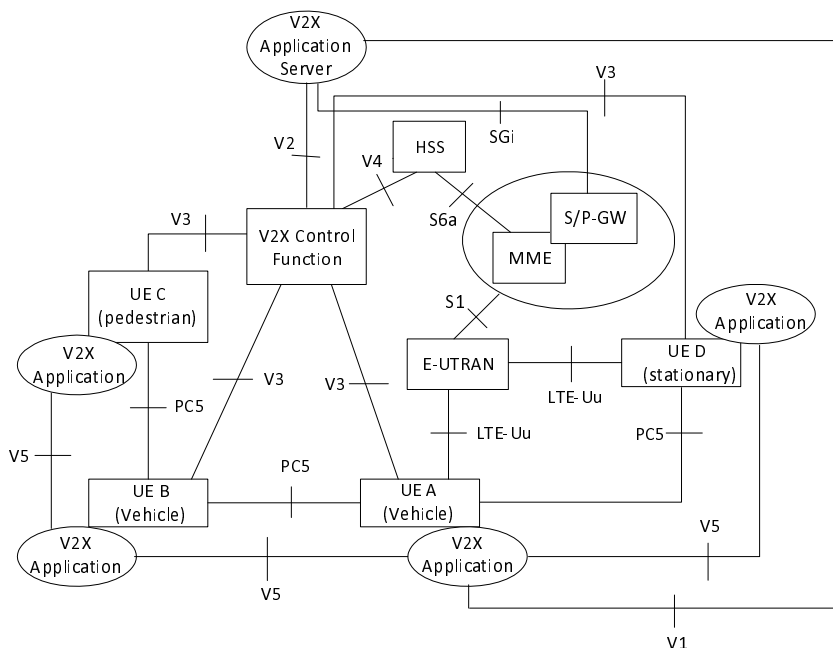 V2X
Application
Server
V3
SGi
V2
HSS
V4
S6a
S/P-GW
MME
V3
V2X Control
Function
UE C
(pedestrian)
S1
V2X
Application
V2X
Application
E-UTRAN
UE D
(stationary)
V3
V3
LTE-Uu
PC5
LTE-Uu
PC5
V5
PC5
UE B
(Vehicle)
UE A
(Vehicle)
V2X
Application
V2X
Application
V5
V5
V1